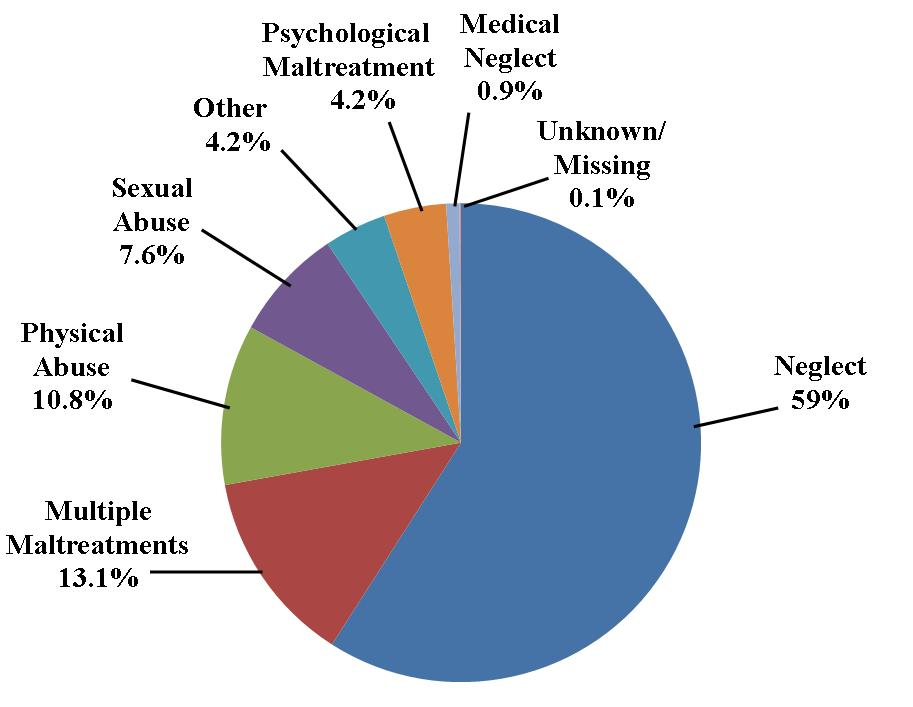 Psychological
Maltreatment
4.2%
Medical
Neglect
0.9%
Other
4.2%
Unknown/
Missing
0.1%
Sexual
Abuse
7.6%
Physical
Abuse
10.8%
Neglect
59%
Multiple
Maltreatments
13.1%